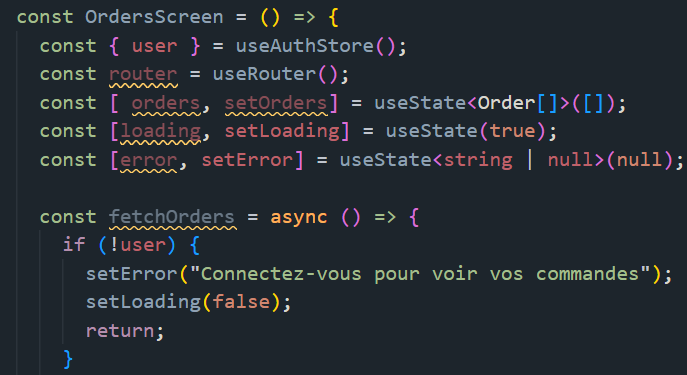 const OrdersScreen = () => {
const { user } = useAuthStore();
const router = useRouter();
const [ orders, setOrders] = useState<Order[]>([]);
const [loading, setLoading] = useState(true);
const [error, setError] = useState<string | null>(null);
const fetchOrders = async () => {
if (!user) {
setError("Connectez-vous pour voir vos commandes");
setLoading(false);
return;
}